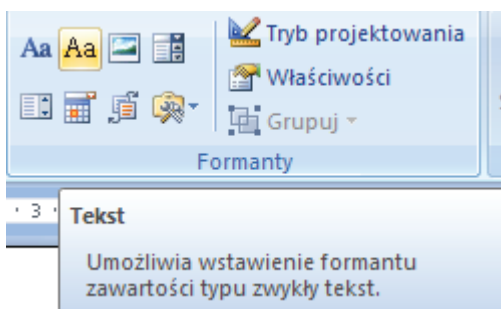 Aa Aa Tryb projektowania
Właściwości
Grupuj
Formanty
· 3 ·
Tekst
Umożliwia wstawienie formantu
zawartości typu zwykły tekst.